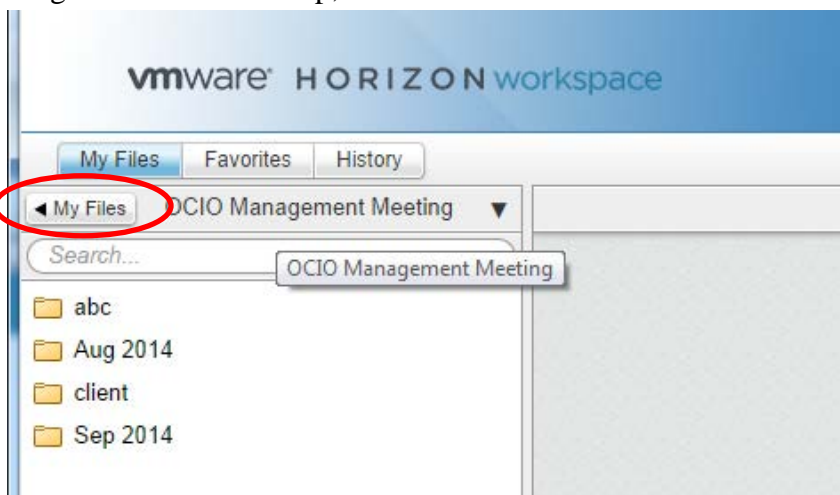 vmware HORIZON workspace
My Files Favorites History
My Files OCIO Management Meeting
Search...
OCIO Management Meeting
abc
Aug 2014
client
Sep 2014